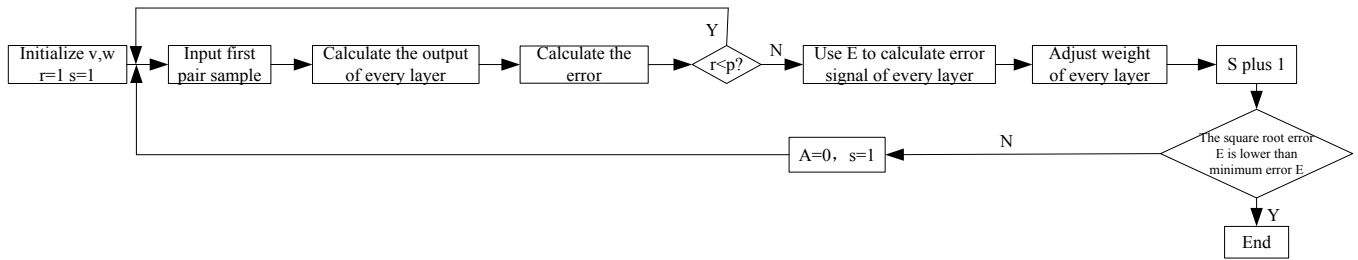 Initialize v,w
r=1 s=1
Input first
pair sample
Calculate the output
of every layer
Calculate the
error
Y
r<p?
N
Use E to calculate error
signal of every layer
Adjust weight
of every layer
S plus 1
The square root error
E is lower than
minimum error E
N
A=0，s=1
Y
End